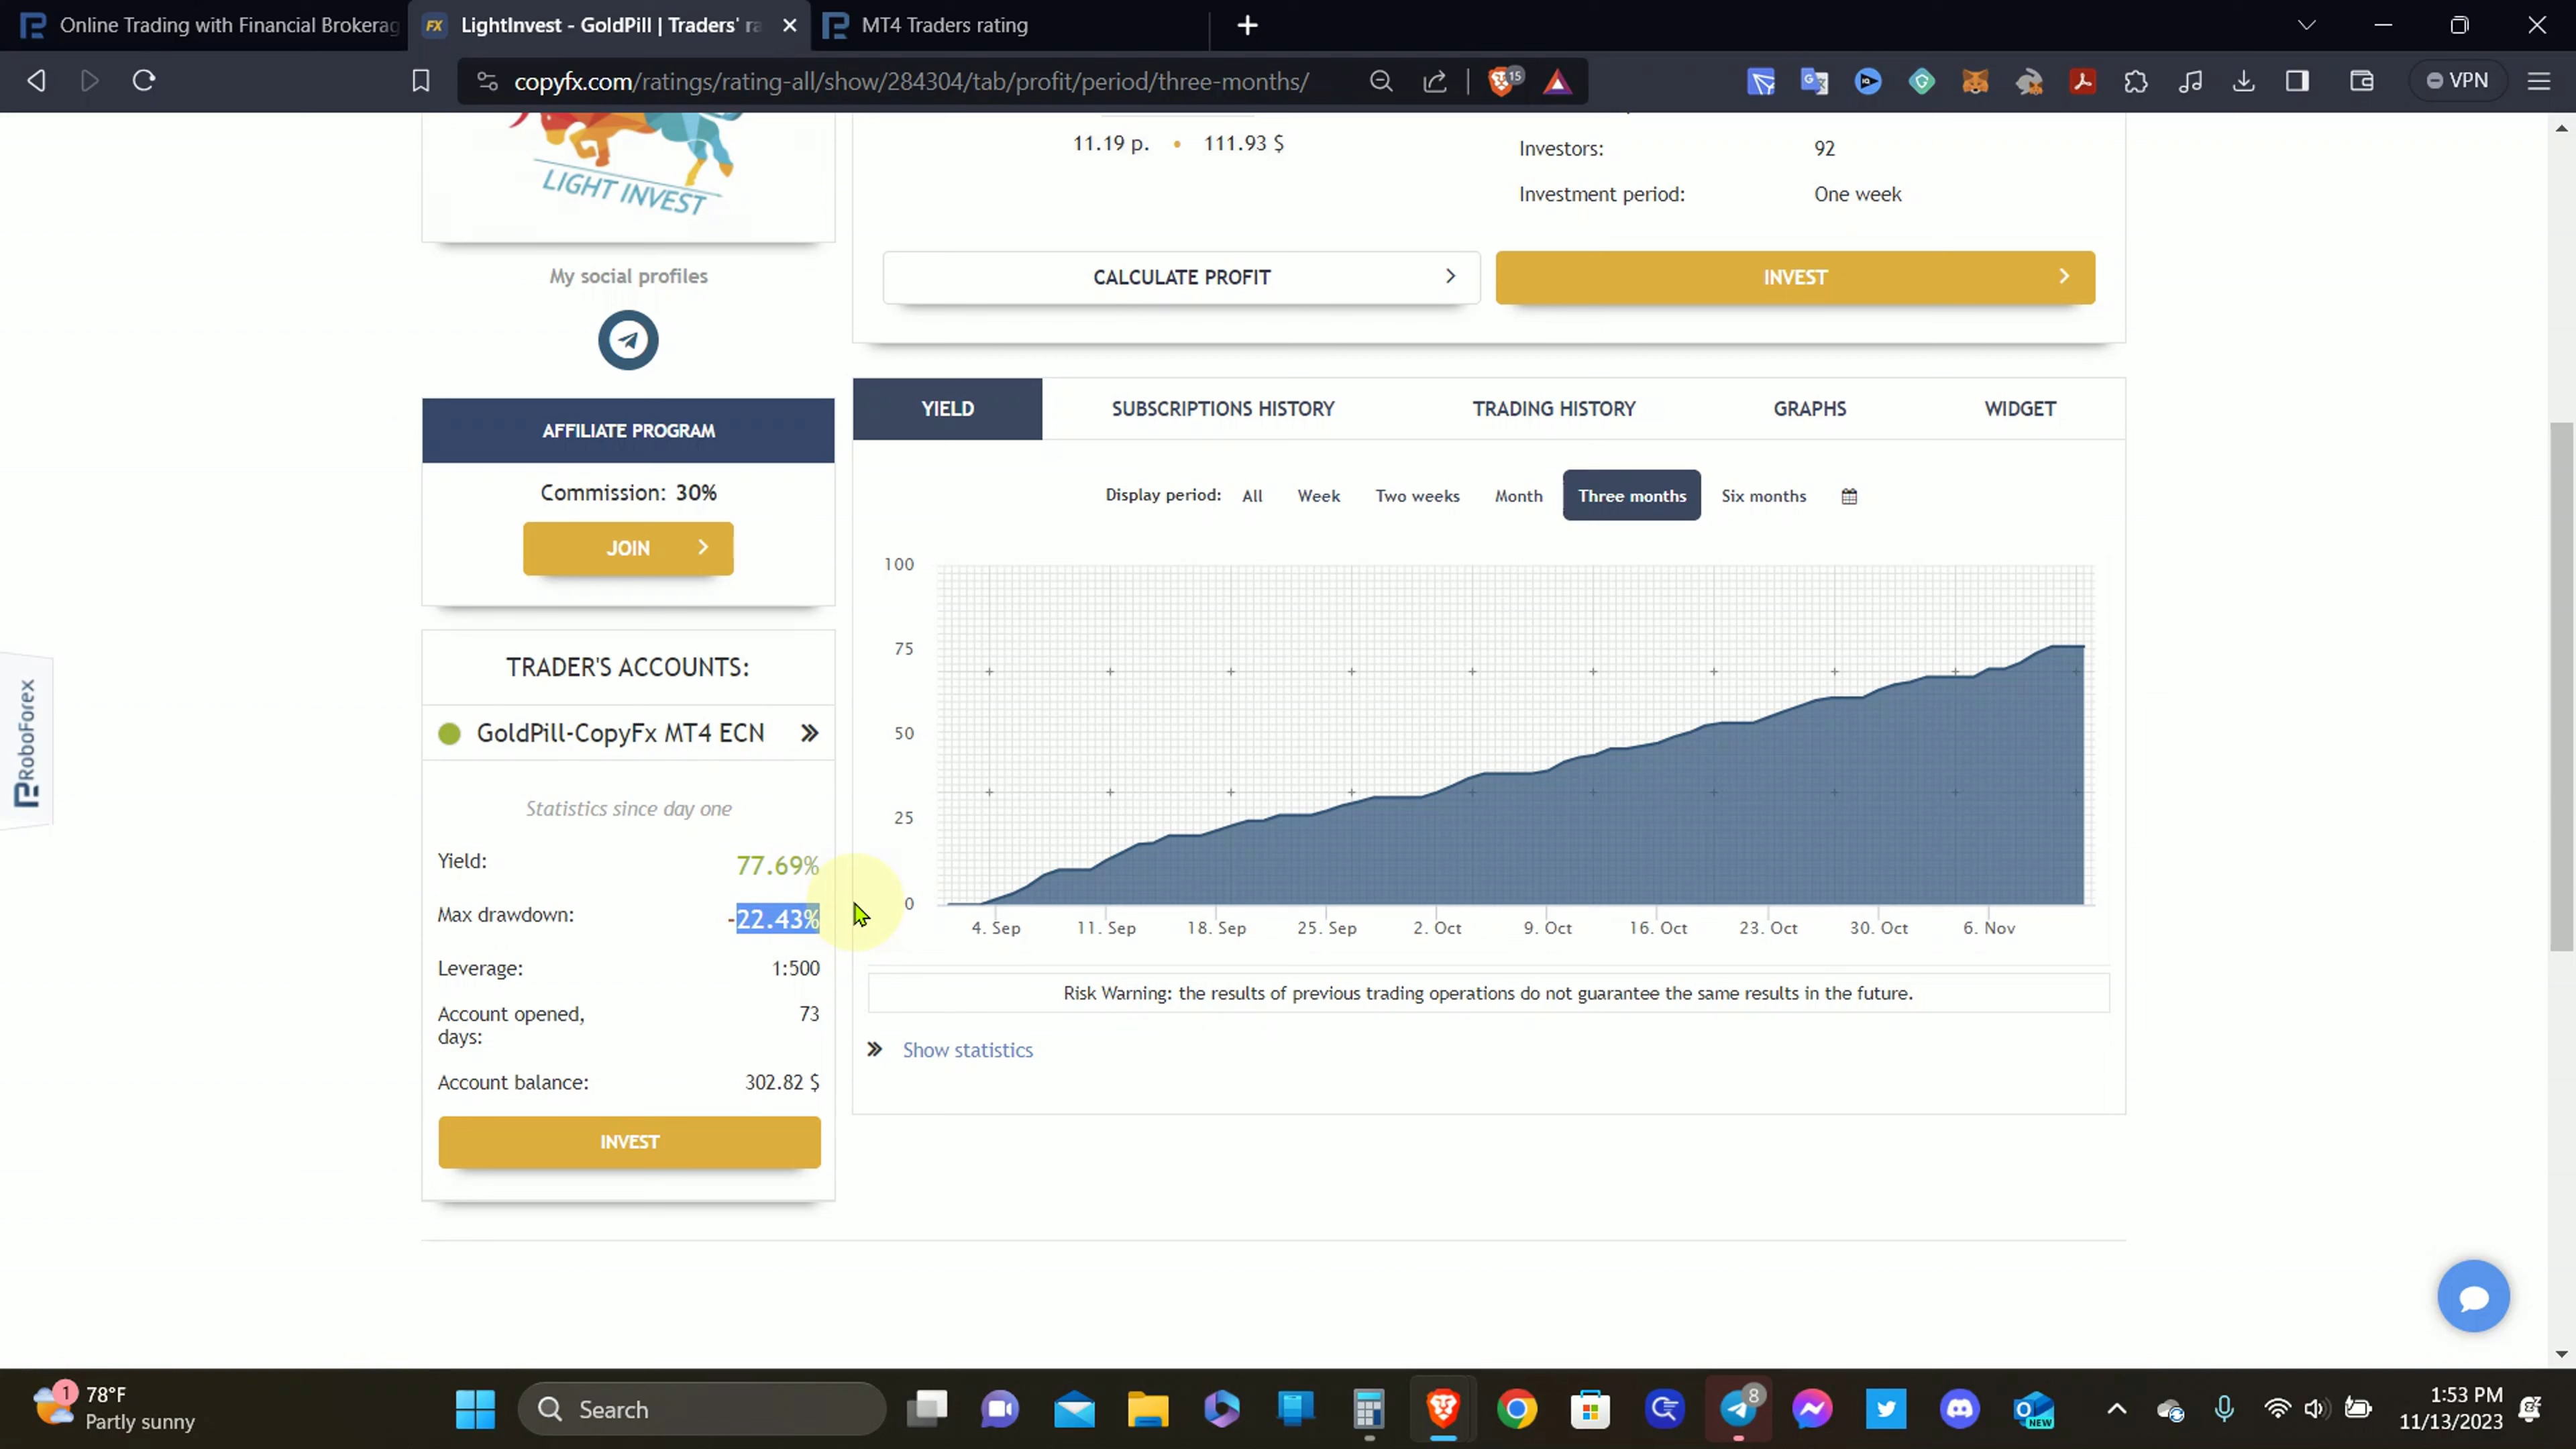 Online Trading with Financial Brokerag
FX LightInvest - GoldPill | Traders' ra
MT4 Traders rating
copyfx.com/ratings/rating-all/show/284304/tab/profit/period/three-months/
15
VPN
LIGHT INVEST
11.19 p. • 111.93 $
Investors: 92
Investment period: One week
CALCULATE PROFIT
INVEST
My social profiles
AFFILIATE PROGRAM
Commission: 30%
JOIN
YIELD
SUBSCRIPTIONS HISTORY
TRADING HISTORY
GRAPHS
WIDGET
Display period: All Week Two weeks Month Three months Six months
100
75
50
25
0
4. Sep 11. Sep 18. Sep 25. Sep 2. Oct 9. Oct 16. Oct 23. Oct 30. Oct 6. Nov
Risk Warning: the results of previous trading operations do not guarantee the same results in the future.
Show statistics
TRADER'S ACCOUNTS:
GoldPill-CopyFx MT4 ECN
Statistics since day one
Yield: 77.69%
Max drawdown: -22.43%
Leverage: 1:500
Account opened, 73
days:
Account balance: 302.82 $
INVEST
RoboForex
1
78°F
Partly sunny
Search
8
NEW
1:53 PM
11/13/2023